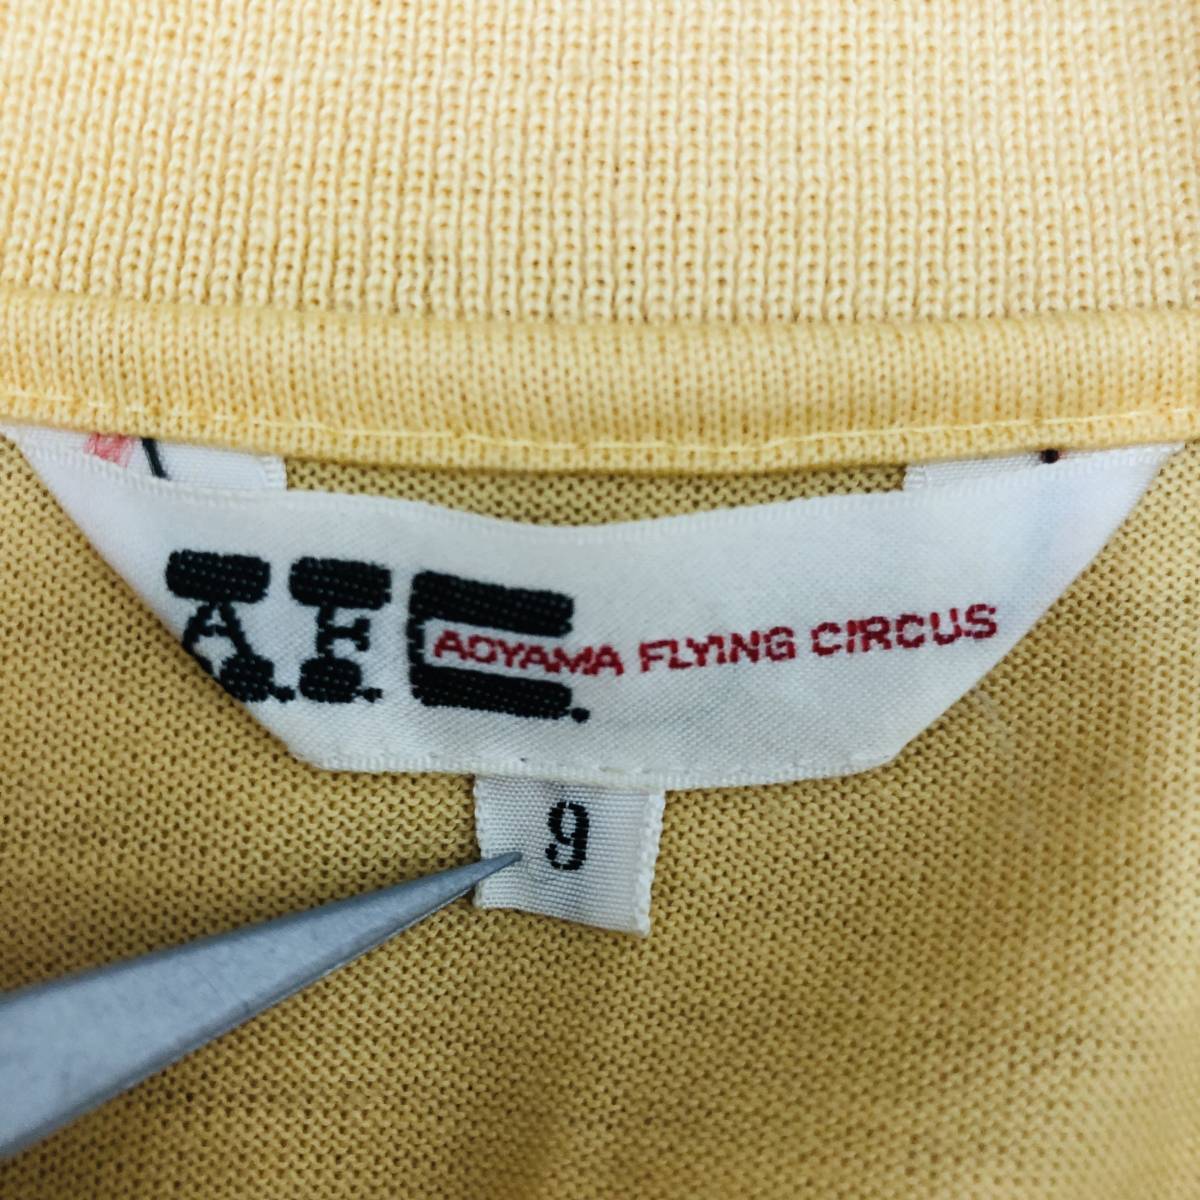 A.F.C.
AOYAMA FLYING CIRCUS
9